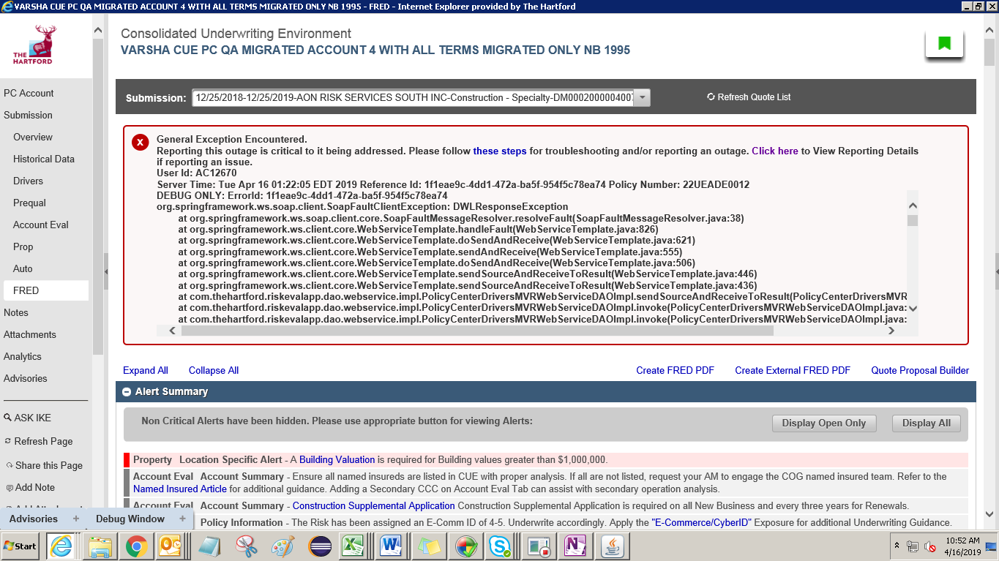 VARSHA CUE PC QA MIGRATED ACCOUNT 4 WITH ALL TERMS MIGRATED ONLY NB 1995 - FRED - Internet Explorer provided by The Hartford
THE
HARTFORD
Consolidated Underwriting Environment
VARSHA CUE PC QA MIGRATED ACCOUNT 4 WITH ALL TERMS MIGRATED ONLY NB 1995
PC Account
Submission
Overview
Historical Data
Drivers
Prequal
Account Eval
Prop
Auto
FRED
Notes
Attachments
Analytics
Advisories
ASK IKE
Refresh Page
Share this Page
Add Note
Submission: 12/25/2018-12/25/2019-AON RISK SERVICES SOUTH INC-Construction - Specialty-DM000200000400 Refresh Quote List
General Exception Encountered.
Reporting this outage is critical to it being addressed. Please follow these steps for troubleshooting and/or reporting an outage. Click here to View Reporting Details
if reporting an issue.
User Id: AC12670
Server Time: Tue Apr 16 01:22:05 EDT 2019 Reference Id: 1f1eae9c-4dd1-472a-ba5f-954f5c78ea74 Policy Number: 22UEADE0012
DEBUG ONLY: ErrorId: 1f1eae9c-4dd1-472a-ba5f-954f5c78ea74
org.springframework.ws.soap.client.SoapFaultClientException: DWLResponseException
at org.springframework.ws.soap.client.core.SoapFaultMessageResolver.resolveFault(SoapFaultMessageResolver.java:38)
at org.springframework.ws.client.core.WebServiceTemplate.handleFault(WebServiceTemplate.java:826)
at org.springframework.ws.client.core.WebServiceTemplate.doSendAndReceive(WebServiceTemplate.java:621)
at org.springframework.ws.client.core.WebServiceTemplate.sendAndReceive(WebServiceTemplate.java:555)
at org.springframework.ws.client.core.WebServiceTemplate.doSendAndReceive(WebServiceTemplate.java:506)
at org.springframework.ws.client.core.WebServiceTemplate.sendSourceAndReceiveToResult(WebServiceTemplate.java:446)
at org.springframework.ws.client.core.WebServiceTemplate.sendSourceAndReceiveToResult(WebServiceTemplate.java:436)
at com.thehartford.riskevalapp.dao.webservice.impl.PolicyCenterDriversMVRWebServiceDAOImpl.sendSourceAndReceiveToResult(PolicyCenterDriversMVR
at com.thehartford.riskevalapp.dao.webservice.impl.PolicyCenterDriversMVRWebServiceDAOImpl.invoke(PolicyCenterDriversMVRWebServiceDAOImpl.java:
at com.thehartford.riskevalapp.dao.webservice.impl.PolicyCenterDriversMVRWebServiceDAOImpl.invoke(PolicyCenterDriversMVRWebServiceDAOImpl.java:
Expand All Collapse All Create FRED PDF Create External FRED PDF Quote Proposal Builder
Alert Summary
Non Critical Alerts have been hidden. Please use appropriate button for viewing Alerts: Display Open Only Display All
Property Location Specific Alert - A Building Valuation is required for Building values greater than $1,000,000.
Account Eval Account Summary - Ensure all named insureds are listed in CUE with proper analysis. If all are not listed, request your AM to engage the COG named insured team. Refer to the
Named Insured Article for additional guidance. Adding a Secondary CCC on Account Eval Tab can assist with secondary operation analysis.
Account Eval Account Summary - Construction Supplemental Application Construction Supplemental Application is required on all New Business and every three years for Renewals.
Policy Information - The Risk has been assigned an E-Comm ID of 4-5. Underwrite accordingly. Apply the "E-Commerce/CyberID" Exposure for additional Underwriting Guidance.
Advisories + Debug Window +
Start
10:52 AM
4/16/2019